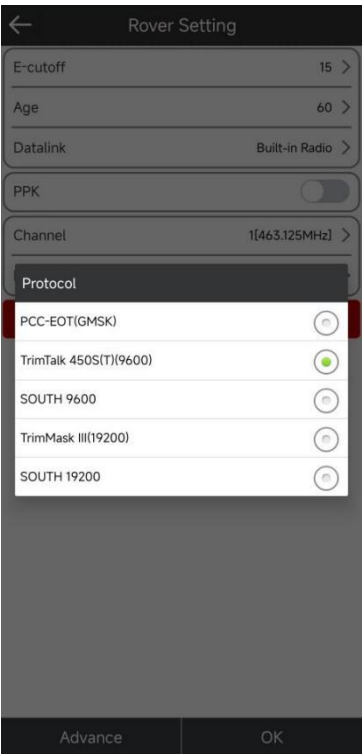 Rover Setting
E-cutoff 15
Age 60
Datalink Built-in Radio
PPK
Channel 1[463.125MHz]
Protocol
PCC-EOT(GMSK)
TrimTalk 450S(T)(9600)
SOUTH 9600
TrimMask III(19200)
SOUTH 19200
Advance OK